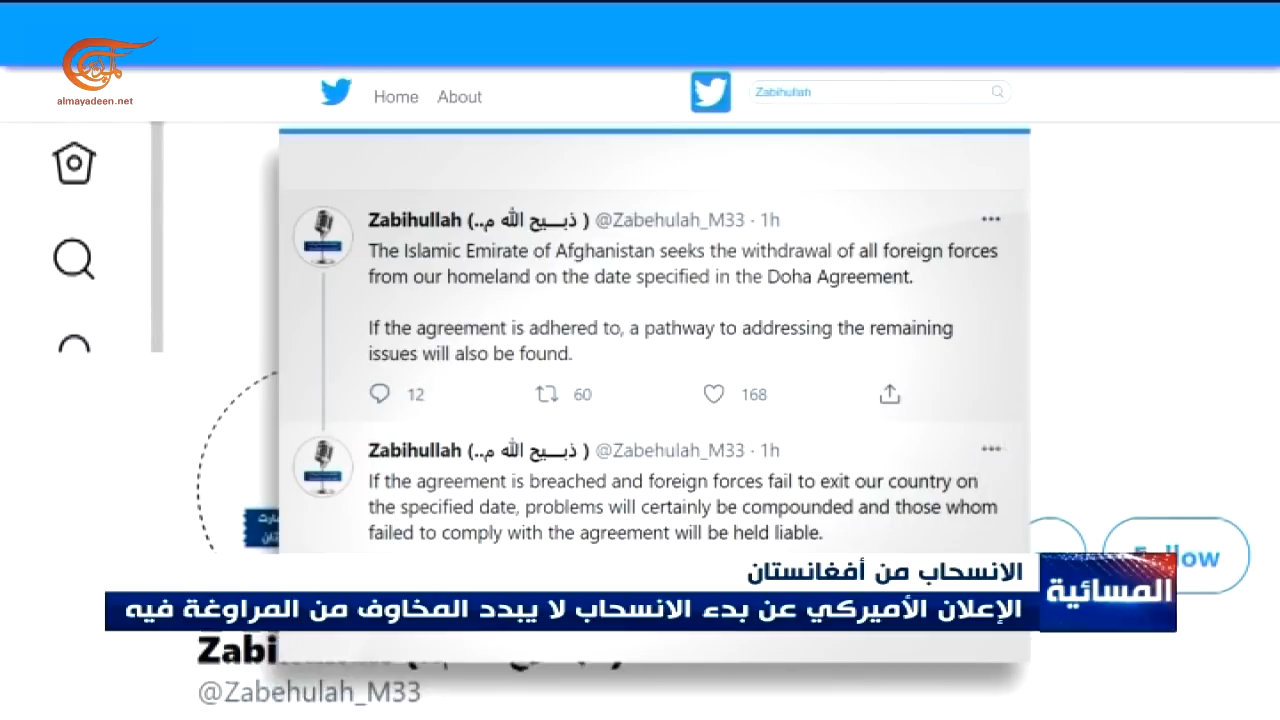 almayadeen.net
Home About
Zabihullah
Zabihullah (ذبـــيح الله م..) @Zabehulah_M33 · 1h
The Islamic Emirate of Afghanistan seeks the withdrawal of all foreign forces
from our homeland on the date specified in the Doha Agreement.
If the agreement is adhered to, a pathway to addressing the remaining
issues will also be found.
12 60 168
Zabihullah (ذبـــيح الله م..) @Zabehulah_M33 · 1h
If the agreement is breached and foreign forces fail to exit our country on
the specified date, problems will certainly be compounded and those whom
failed to comply with the agreement will be held liable.
المسائية
الانسحاب من أفغانستان
الإعلان الأميركي عن بدء الانسحاب لا يبدد المخاوف من المراوغة فيه
@Zabehulah_M33